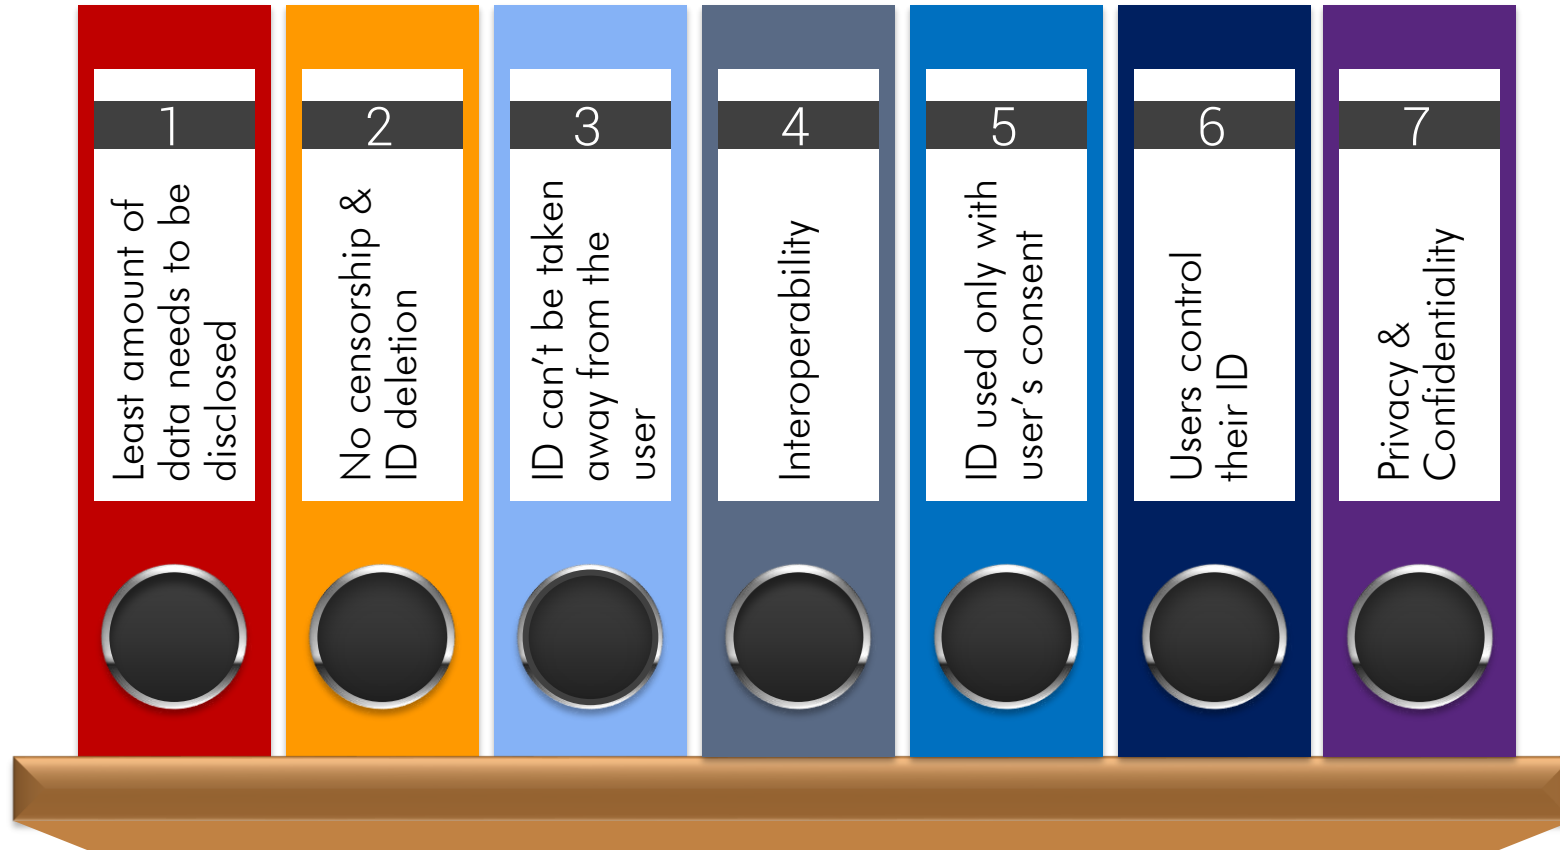 1
Least amount of
data needs to be
disclosed
2
No censorship &
ID deletion
3
ID can't be taken
away from the
user
4
Interoperability
5
ID used only with
user's consent
6
Users control
their ID
7
Privacy &
Confidentiality